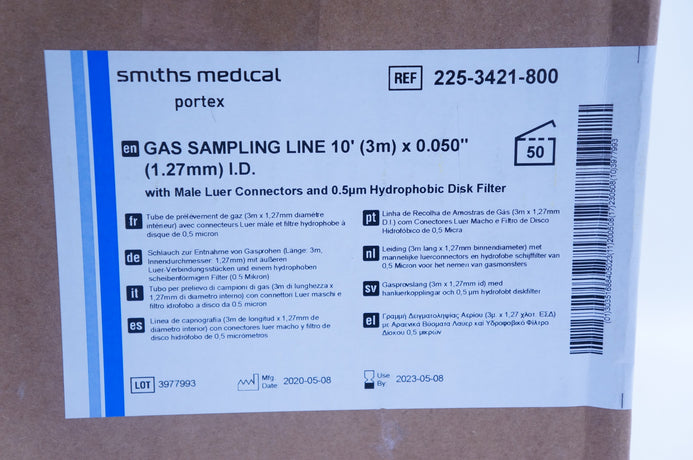 smiths medical
portex
REF 225-3421-800
en GAS SAMPLING LINE 10' (3m) x 0.050"
(1.27mm) I.D.
50
with Male Luer Connectors and 0.5µm Hydrophobic Disk Filter
fr Tube de prélèvement de gaz (3m x 1,27mm diamètre
intérieur) avec connecteurs Luer mâle et filtre hydrophobe à
disque de 0,5 micron
de Schlauch zur Entnahme von Gasprohen (Länge: 3m,
Innendurchmesser: 1,27mm) mit äußeren
Luer-Verbindungsstücken und einem hydrophoben
scheibenförmigen Filter (0.5 Mikron)
it Tubo per prelievo di campioni di gas (3m di lunghezza x
1,27mm di diametro interno) con connettori Luer maschi e
filtro idrofobo a disco da 0.5 micron
es Línea de capnografía (3m de longitud x 1,27mm de
diámetro interior) con conectores luer macho y filtro de
disco hidrófobo de 0,5 micrómetros
pt Linha de Recolha de Amostras de Gás (3m x 1,27mm
D.I.) com Conectores Luer Macho e Filtro de Disco
Hidrofóbico de 0,5 Micra
nl Leiding (3m lang x 1,27mm binnendiameter) met
mannelijke luerconnectors en hydrofobe schijffilter van
0,5 Micron voor het nemen van gasmonsters
sv Gasprovslang (3m x 1,27mm id) med
hanluerkopplingar och 0,5 µm hydrofobt diskfilter
el Γραμμή Δειγματοληψίας Αερίου (3μ. x 1,27 χλστ. ΕΣΔ)
με Αρσενικά Βύσματα Λουερ και Υδροφοβικό Φίλτρο
Δίσκου 0,5 μικρών
LOT 3977993
Mfg. Date 2020-05-08
Use By: 2023-05-08